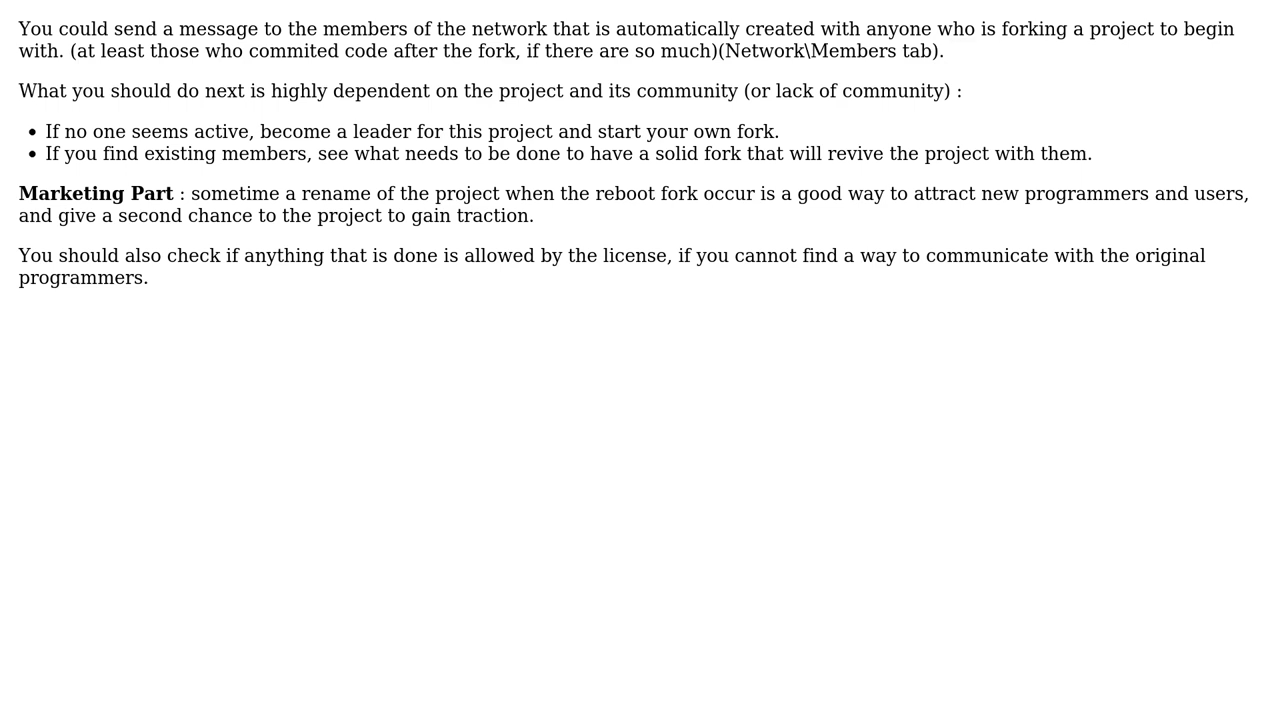 You could send a message to the members of the network that is automatically created with anyone who is forking a project to begin
with. (at least those who commited code after the fork, if there are so much)(Network\Members tab).
What you should do next is highly dependent on the project and its community (or lack of community) :
• If no one seems active, become a leader for this project and start your own fork.
• If you find existing members, see what needs to be done to have a solid fork that will revive the project with them.
Marketing Part : sometime a rename of the project when the reboot fork occur is a good way to attract new programmers and users,
and give a second chance to the project to gain traction.
You should also check if anything that is done is allowed by the license, if you cannot find a way to communicate with the original
programmers.